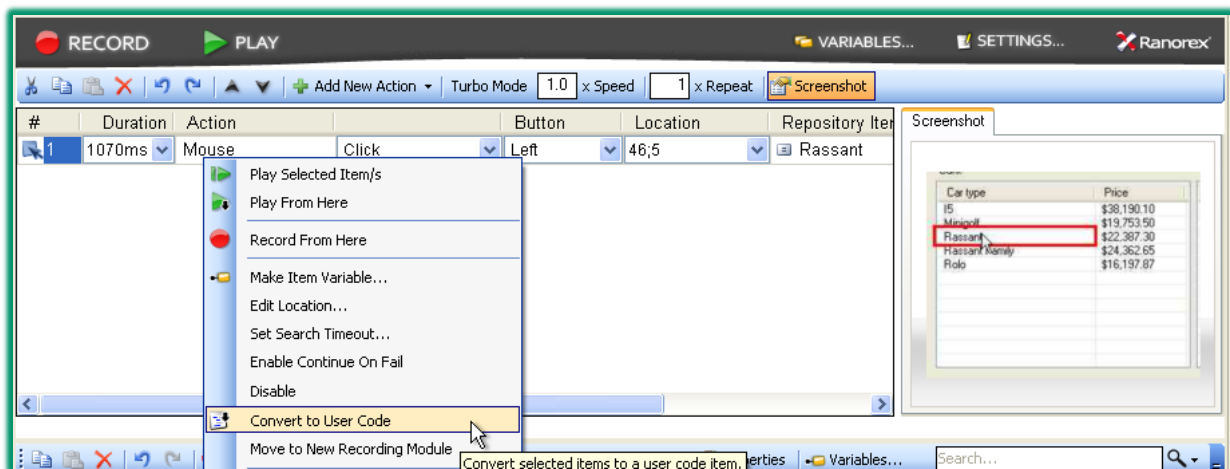 RECORD PLAY VARIABLES... SETTINGS... Ranorex
Add New Action Turbo Mode 1.0 x Speed 1 x Repeat Screenshot
# Duration Action Button Location Repository Iter
1 1070ms Mouse Click Left 46;5 Rassant
Play Selected Item/s
Play From Here
Record From Here
Make Item Variable...
Edit Location...
Set Search Timeout...
Enable Continue On Fail
Disable
Convert to User Code
Move to New Recording Module
Convert selected items to a user code item.
erties Variables... Search...
Screenshot
Car type Price
I5 $38,190.10
Minigolf $19,753.50
Rassant $22,387.30
Rassant Family $24,362.65
Rolo $16,197.87